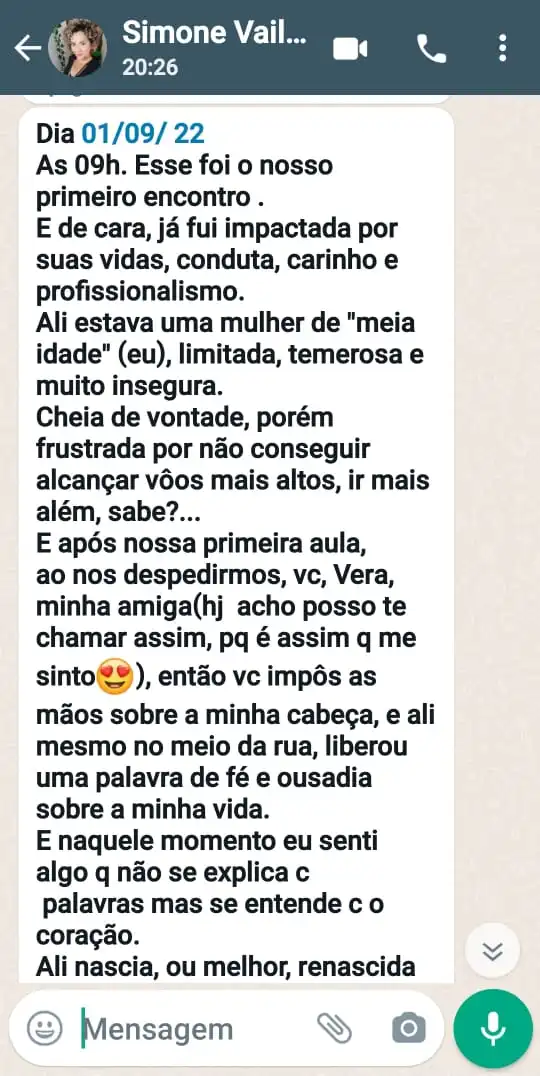 Simone Vail...
20:26
Dia 01/09/ 22
As 09h. Esse foi o nosso
primeiro encontro .
E de cara, já fui impactada por
suas vidas, conduta, carinho e
profissionalismo.
Ali estava uma mulher de "meia
idade" (eu), limitada, temerosa e
muito insegura.
Cheia de vontade, porém
frustrada por não conseguir
alcançar vôos mais altos, ir mais
além, sabe?...
E após nossa primeira aula,
ao nos despedirmos, vc, Vera,
minha amiga(hj  acho posso te
chamar assim, pq é assim q me
sinto😍), então vc impôs as
mãos sobre a minha cabeça, e ali
mesmo no meio da rua, liberou
uma palavra de fé e ousadia
sobre a minha vida.
E naquele momento eu senti
algo q não se explica c
palavras mas se entende c o
coração.
Ali nascia, ou melhor, renascida
Mensagem